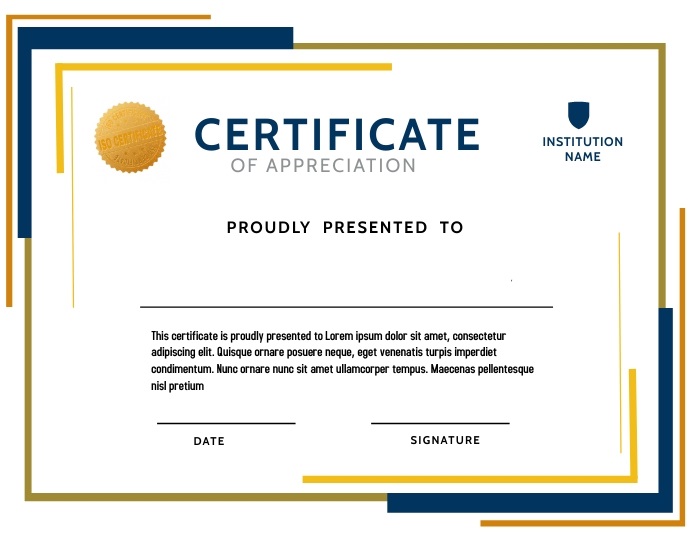 CERTIFICATE
OF APPRECIATION
ISO CERTIFICATE
INSTITUTION
NAME
PROUDLY PRESENTED TO
This certificate is proudly presented to Lorem ipsum dolor sit amet, consectetur
adipiscing elit. Quisque ornare posuere neque, eget venenatis turpis imperdiet
condimentum. Nunc ornare nunc sit amet ullamcorper tempus. Maecenas pellentesque
nisl pretium
DATE
SIGNATURE